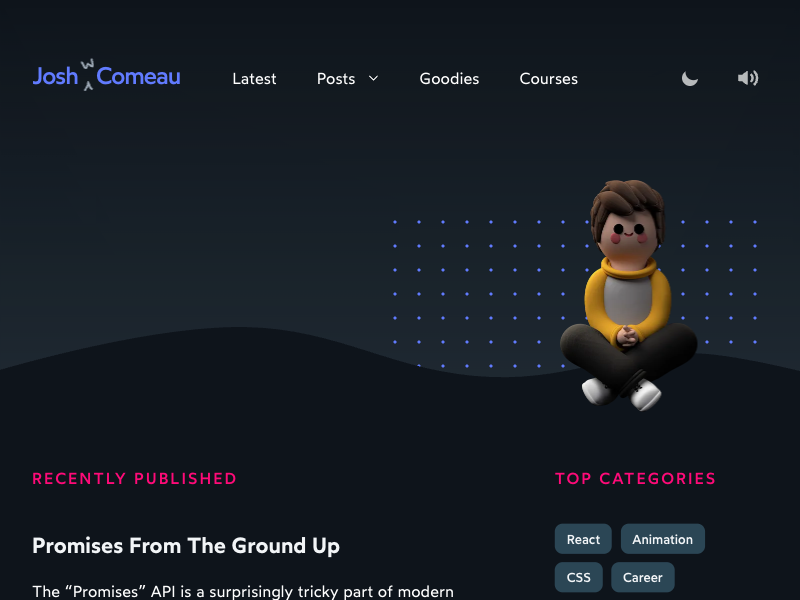 Josh W Comeau
Latest
Posts
Goodies
Courses
RECENTLY PUBLISHED
TOP CATEGORIES
Promises From The Ground Up
The “Promises” API is a surprisingly tricky part of modern
React
Animation
CSS
Career